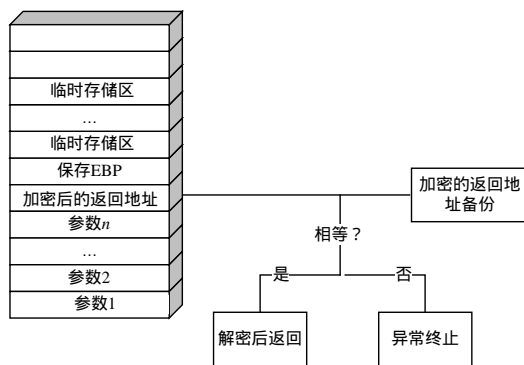 临时存储区
…
临时存储区
保存EBP
加密后的返回地址
参数n
…
参数2
参数1
加密的返回地
址备份
相等？
是
否
解密后返回
异常终止